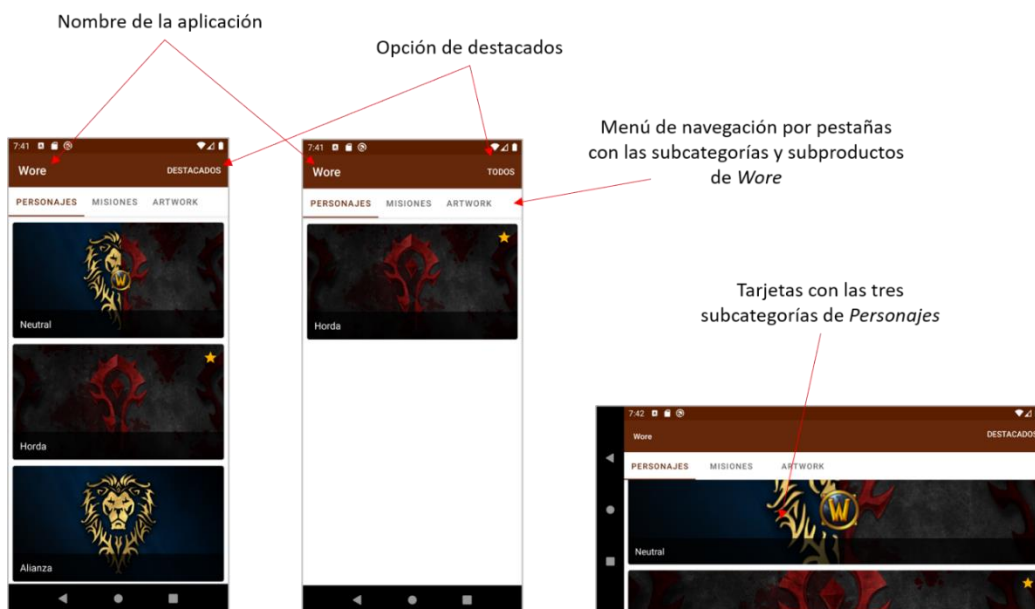 Nombre de la aplicación
Opción de destacados
Menú de navegación por pestañas
con las subcategorías y subproductos
de Wore
Tarjetas con las tres
subcategorías de Personajes
7:41
Wore
DESTACADOS
PERSONAJES MISIONES ARTWORK
W
Neutral
Horda
Alianza
7:41
Wore
TODOS
PERSONAJES MISIONES ARTWORK
Horda
7:42
Wore
DESTACADOS
PERSONAJES MISIONES ARTWORK
W
Neutral